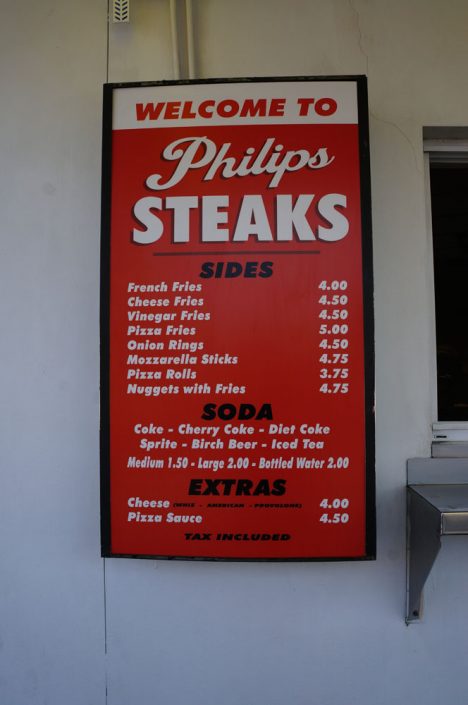 WELCOME TO
Philips
STEAKS
SIDES
French Fries 4.00
Cheese Fries 4.50
Vinegar Fries 4.50
Pizza Fries 5.00
Onion Rings 4.50
Mozzarella Sticks 4.75
Pizza Rolls 3.75
Nuggets with Fries 4.75
SODA
Coke - Cherry Coke - Diet Coke
Sprite - Birch Beer - Iced Tea
Medium 1.50 - Large 2.00 - Bottled Water 2.00
EXTRAS
Cheese (WHIZ - AMERICAN - PROVOLONE) 4.00
Pizza Sauce 4.50
TAX INCLUDED